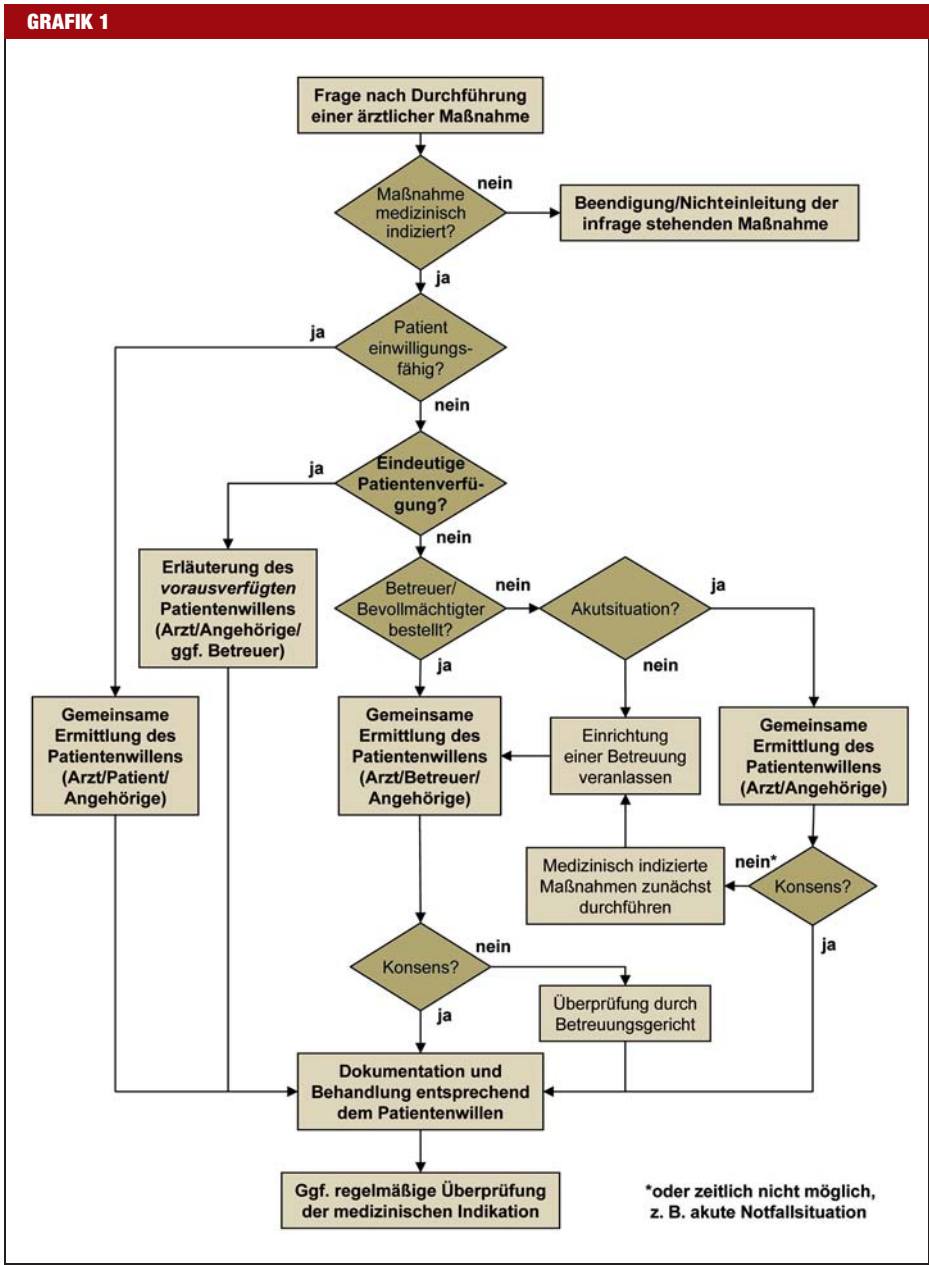 GRAFIK 1
Frage nach Durchführung
einer ärztlicher Maßnahme
Maßnahme
medizinisch
indiziert?
nein
Beendigung/Nichteinleitung der
infrage stehenden Maßnahme
ja
ja
Patient
einwilligungs-
fähig?
nein
ja
Eindeutige
Patientenverfü-
gung?
nein
Erläuterung des
vorausverfügten
Patientenwillens
(Arzt/Angehörige/
ggf. Betreuer)
Betreuer/
Bevollmächtigter
bestellt?
nein
Akutsituation?
ja
ja
nein
Gemeinsame
Ermittlung des
Patientenwillens
(Arzt/Patient/
Angehörige)
Gemeinsame
Ermittlung des
Patientenwillens
(Arzt/Betreuer/
Angehörige)
Einrichtung
einer Betreuung
veranlassen
Gemeinsame
Ermittlung des
Patientenwillens
(Arzt/Angehörige)
Medizinisch indizierte
Maßnahmen zunächst
durchführen
nein*
Konsens?
ja
Konsens?
nein
ja
Überprüfung durch
Betreuungsgericht
Dokumentation und
Behandlung entsprechend
dem Patientenwillen
Ggf. regelmäßige Überprüfung
der medizinischen Indikation
*oder zeitlich nicht möglich,
z. B. akute Notfallsituation